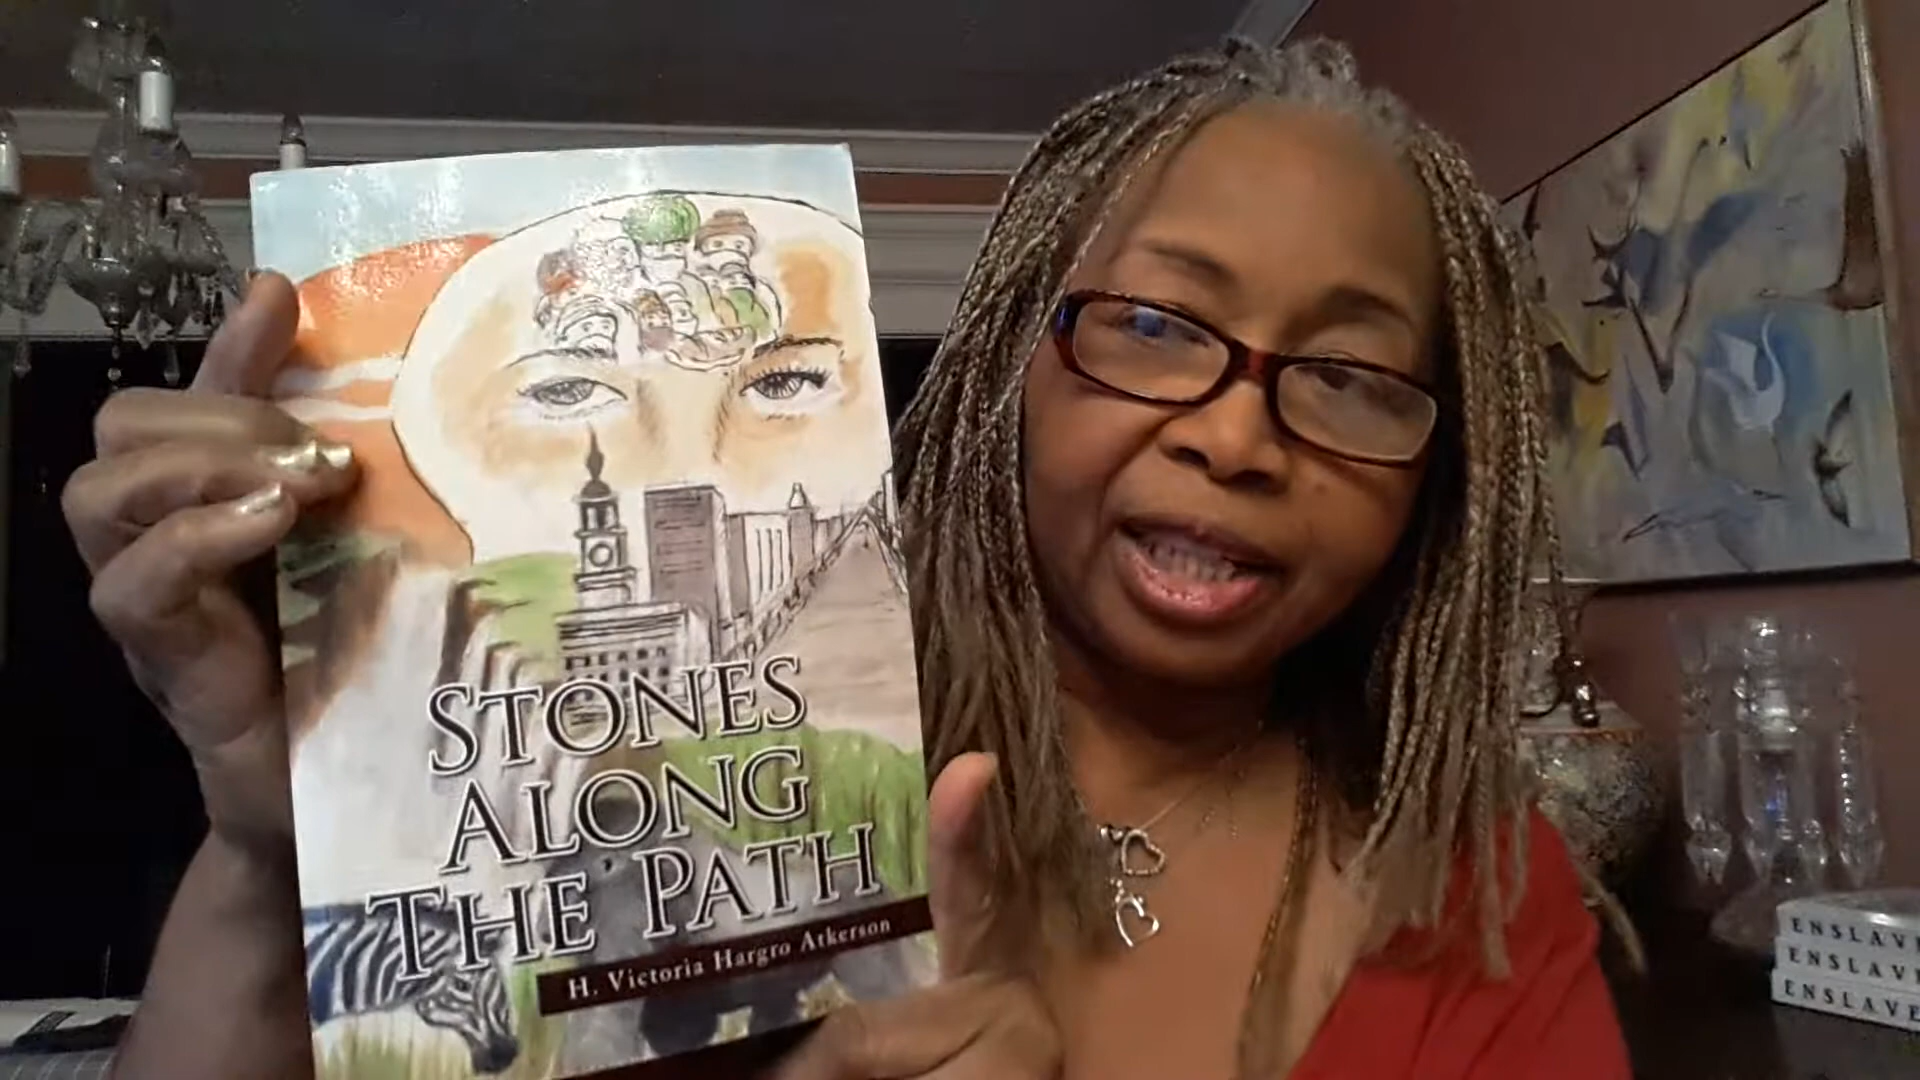 STONES
ALONG
THE PATH
H. Victoria Hargro Atkerson
ENSLAVE
ENSLAVE
ENSLAVE